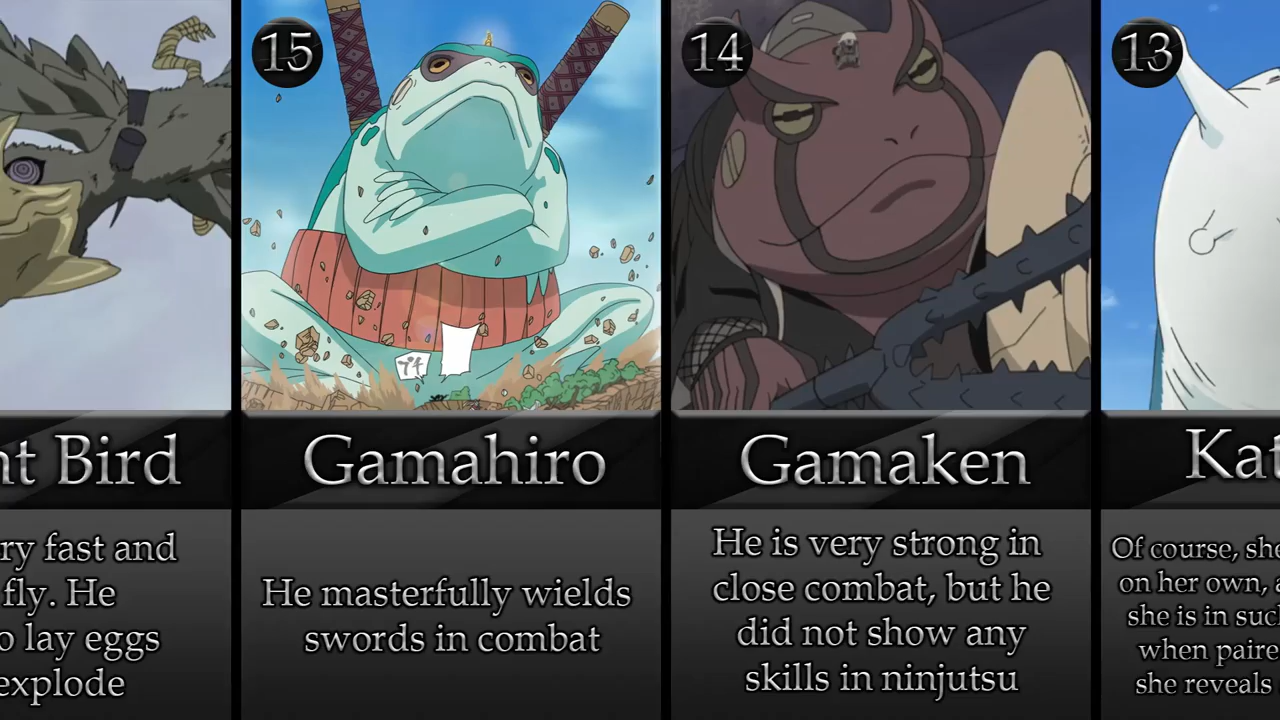 nt Bird
ry fast and
fly. He
o lay eggs
explode
15
Gamahiro
He masterfully wields
swords in combat
14
Gamaken
He is very strong in
close combat, but he
did not show any
skills in ninjutsu
13
Kat
Of course, she
on her own, a
she is in suc
when paire
she reveals